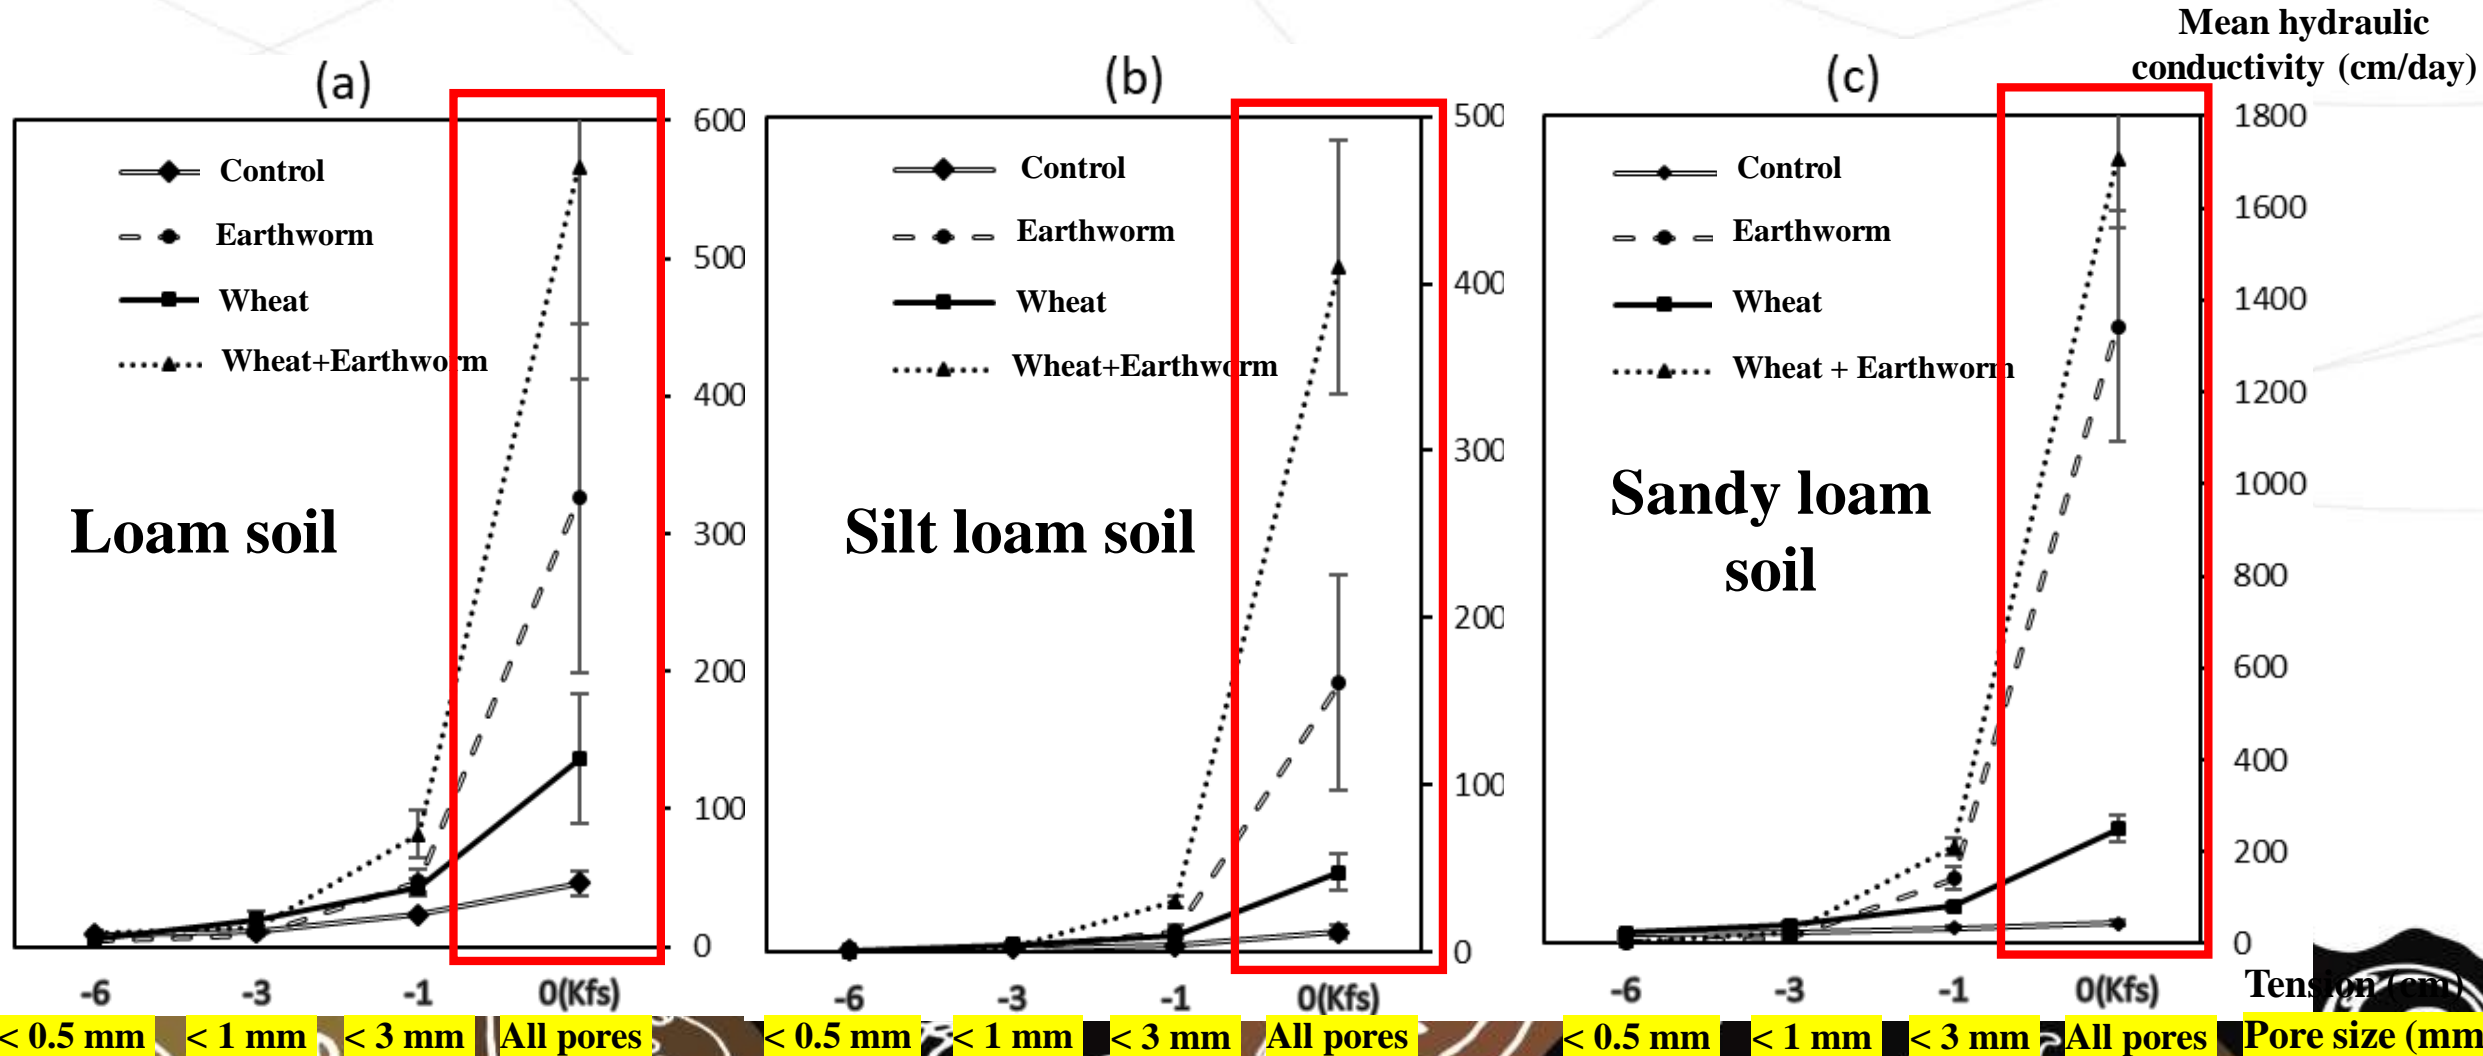 Mean hydraulic
conductivity (cm/day)
(a)
Control
Earthworm
Wheat
Wheat+Earthworm
Loam soil
600
500
400
300
200
100
0
-6 -3 -1 0(Kfs)
< 0.5 mm < 1 mm < 3 mm All pores
(b)
Control
Earthworm
Wheat
Wheat+Earthworm
Silt loam soil
500
400
300
200
100
0
-6 -3 -1 0(Kfs)
< 0.5 mm < 1 mm < 3 mm All pores
(c)
Control
Earthworm
Wheat
Wheat + Earthworm
Sandy loam
soil
1800
1600
1400
1200
1000
800
600
400
200
0
-6 -3 -1 0(Kfs)
Tension (cm)
< 0.5 mm < 1 mm < 3 mm All pores
Pore size (mm